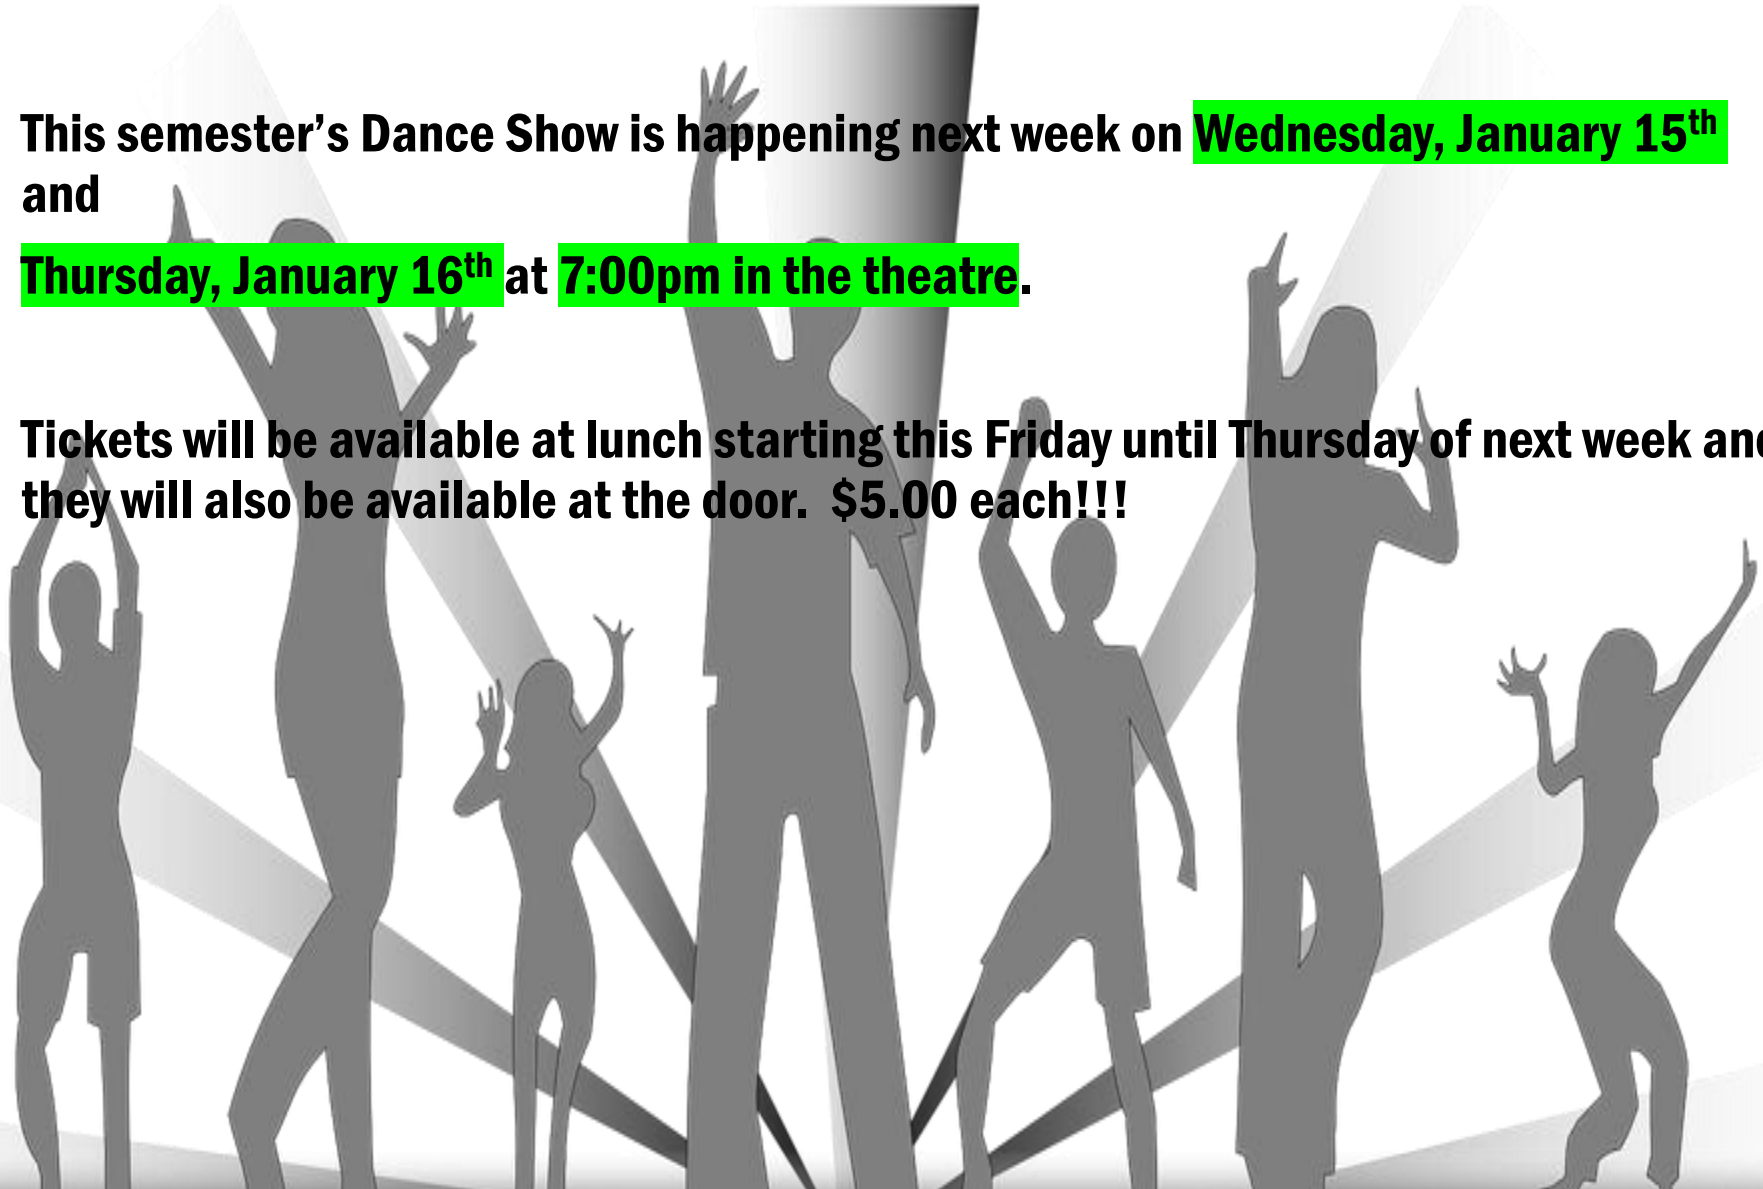 This semester’s Dance Show is happening next week on Wednesday, January 15th
and
Thursday, January 16th at 7:00pm in the theatre.
Tickets will be available at lunch starting this Friday until Thursday of next week and
they will also be available at the door.  $5.00 each!!!